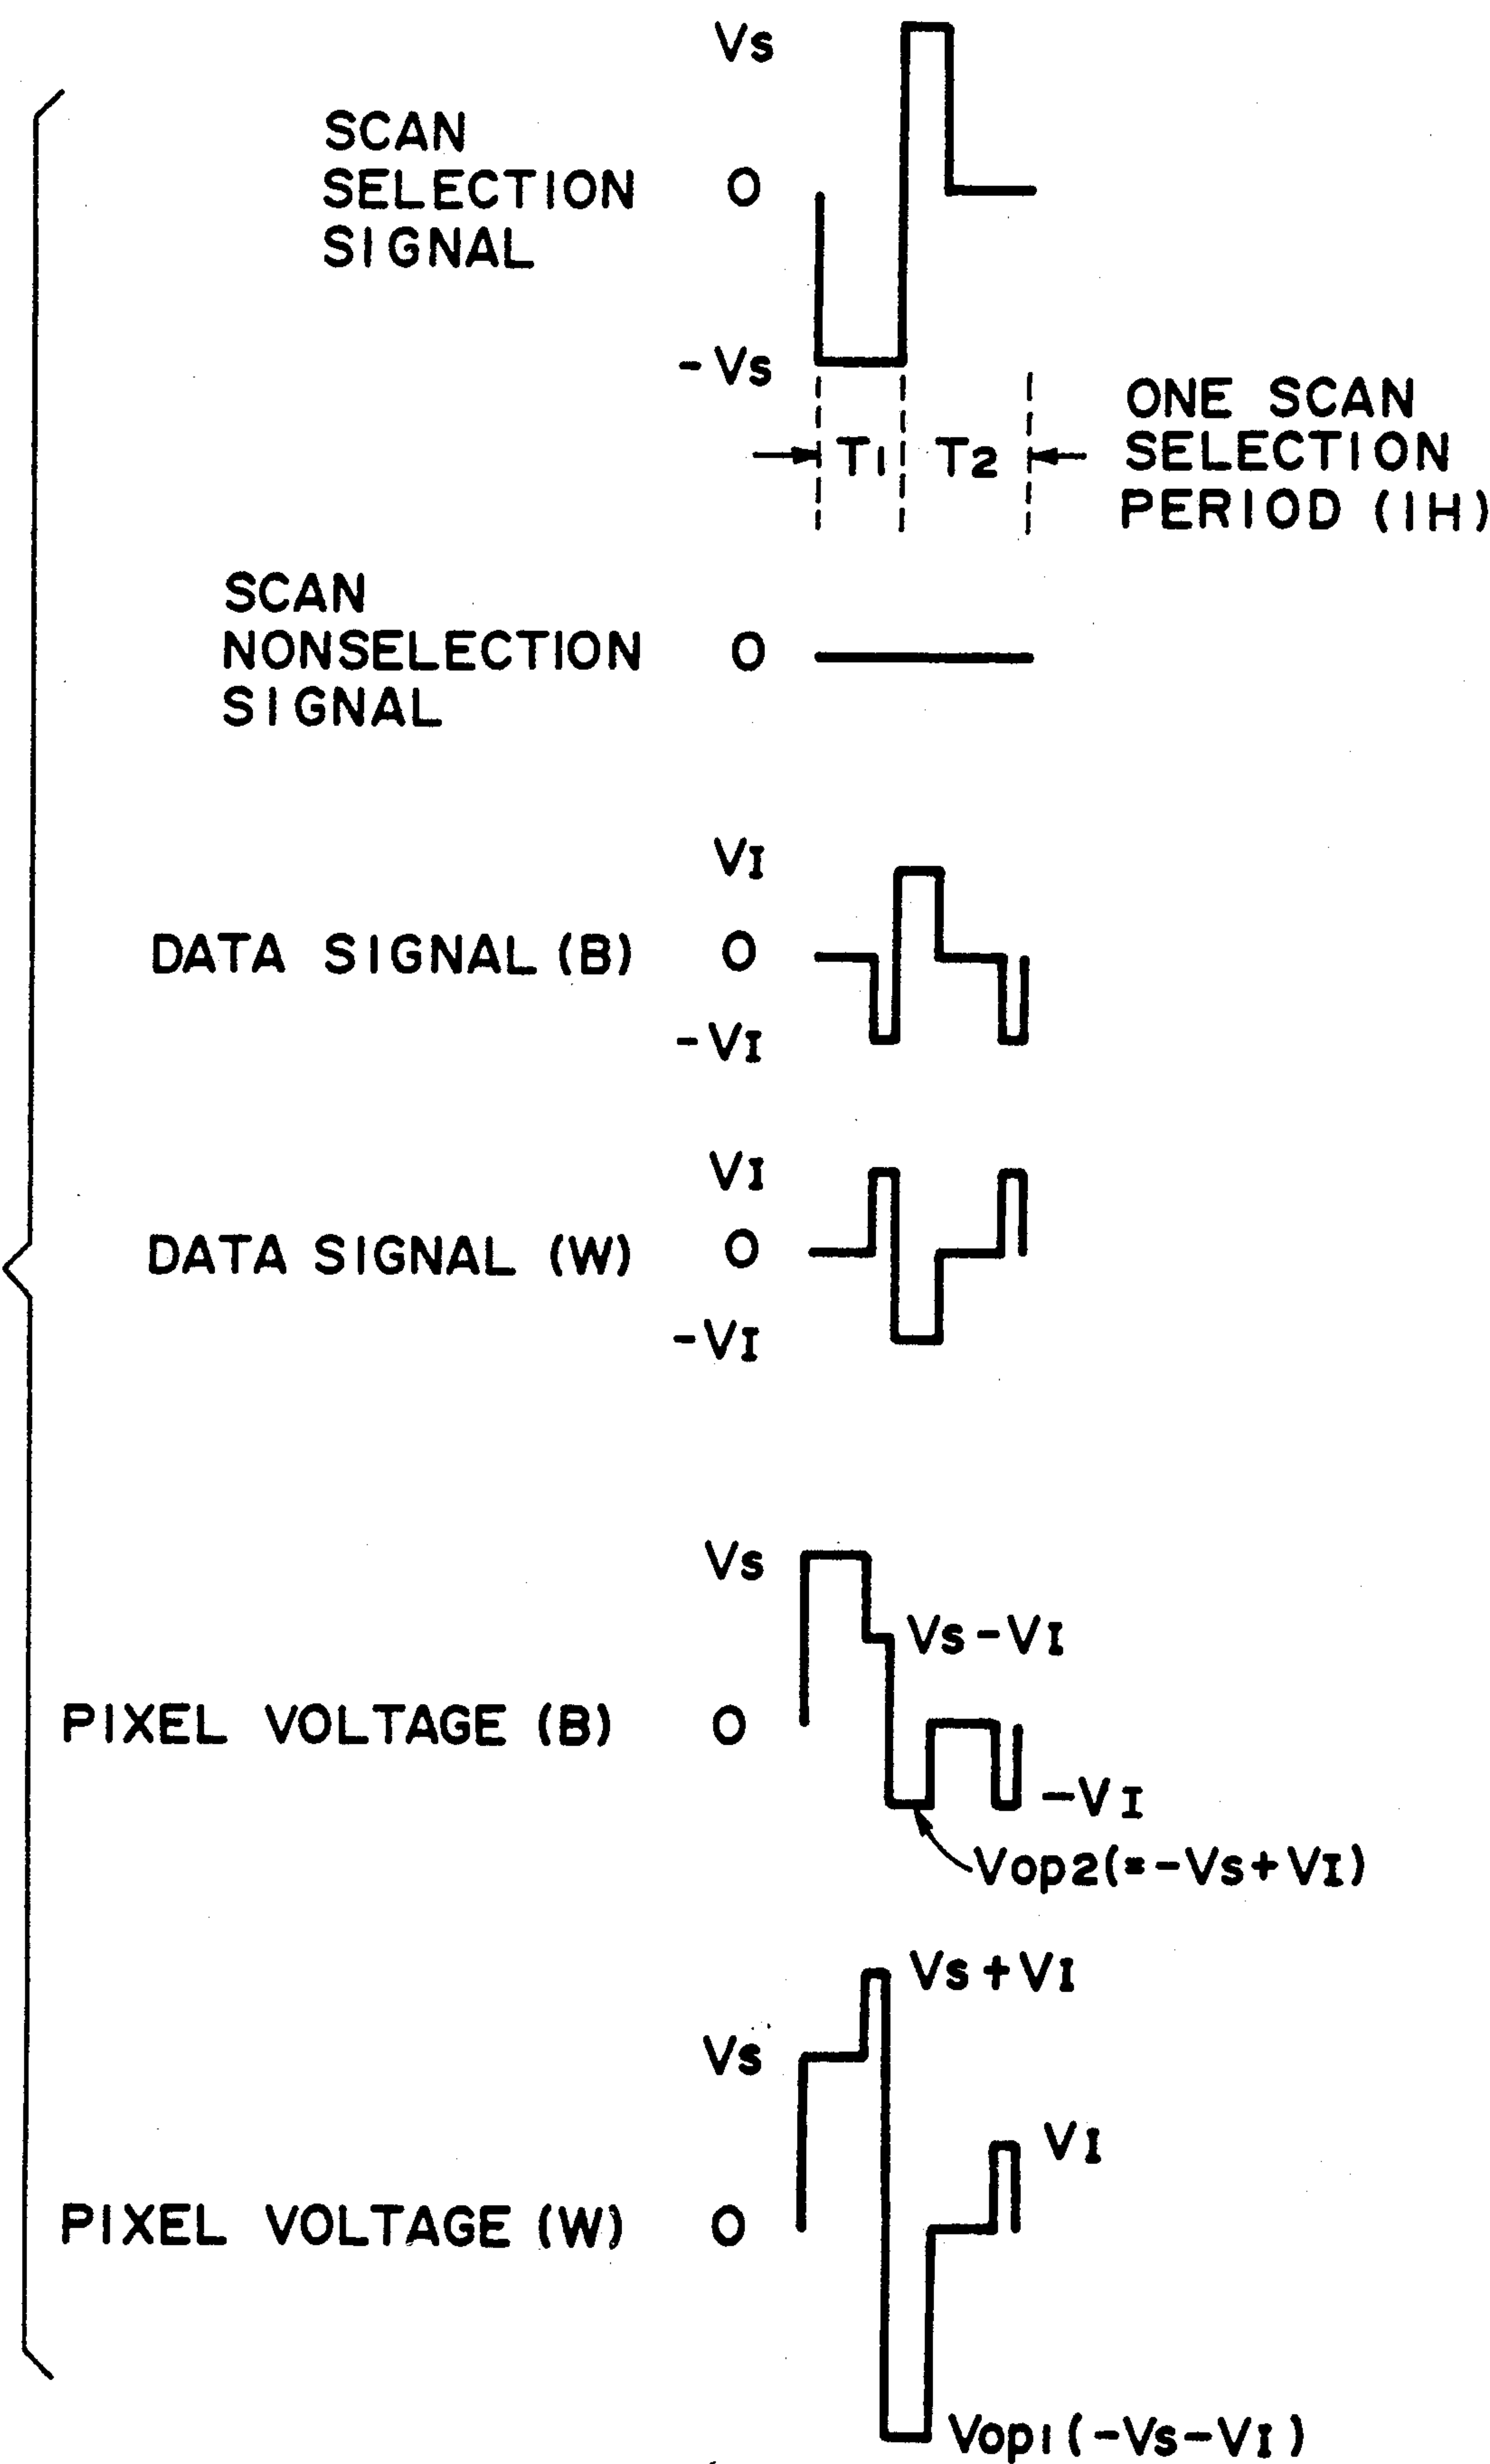 Vs
SCAN
SELECTION
SIGNAL
O
-Vs
T1
T2
ONE SCAN
SELECTION
PERIOD (1H)
SCAN
NONSELECTION
SIGNAL
O
VI
DATA SIGNAL (B)
O
-VI
VI
DATA SIGNAL (W)
O
-VI
Vs
Vs-VI
PIXEL VOLTAGE (B)
O
-VI
Vop2(=-Vs+VI)
Vs+VI
Vs
VI
PIXEL VOLTAGE (W)
O
Vop1(-Vs-VI)